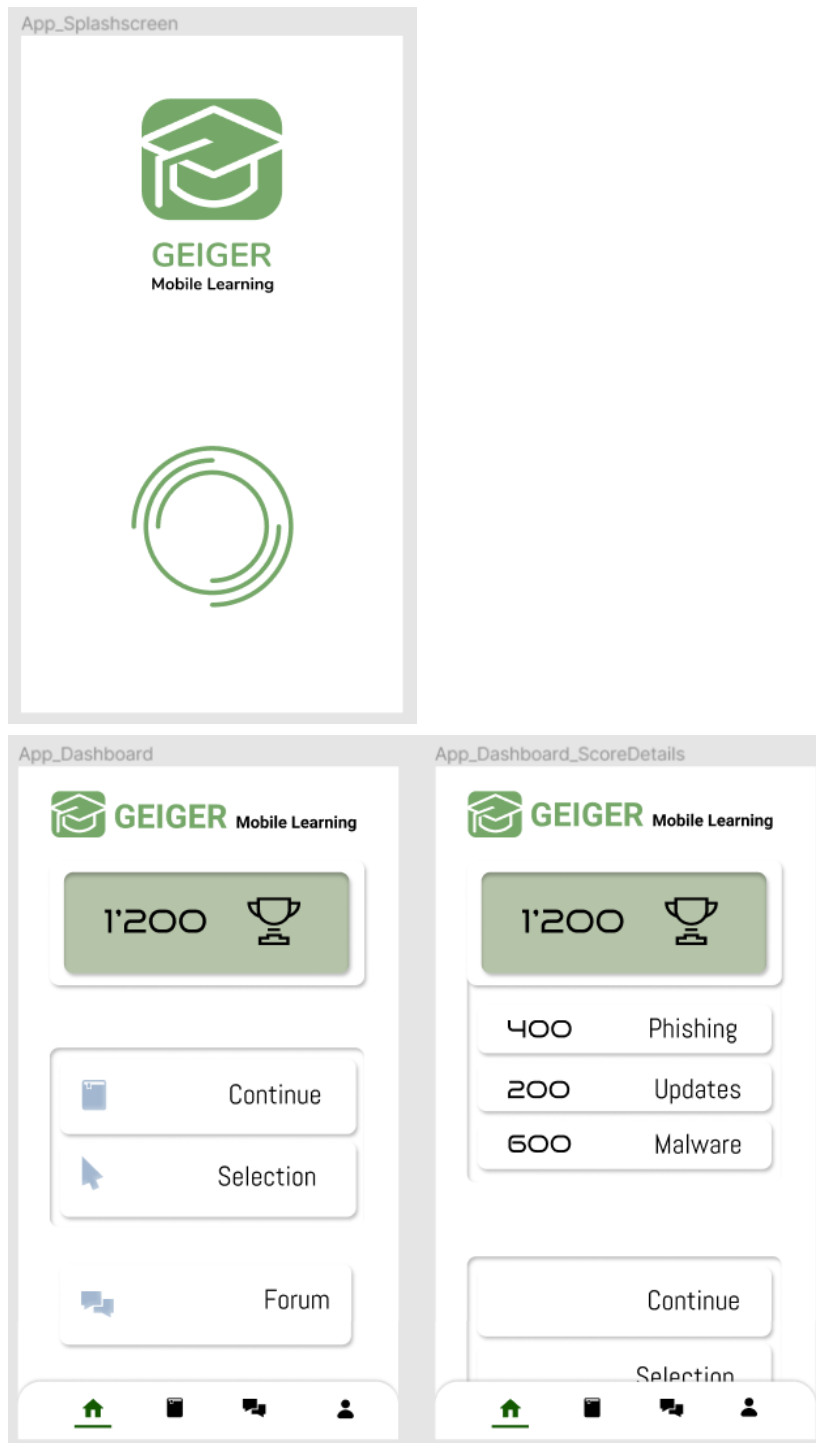 App_Splashscreen
GEIGER
Mobile Learning
App_Dashboard
GEIGER Mobile Learning
1'200
Continue
Selection
Forum
App_Dashboard_ScoreDetails
GEIGER Mobile Learning
1'200
400 Phishing
200 Updates
600 Malware
Continue
Selection